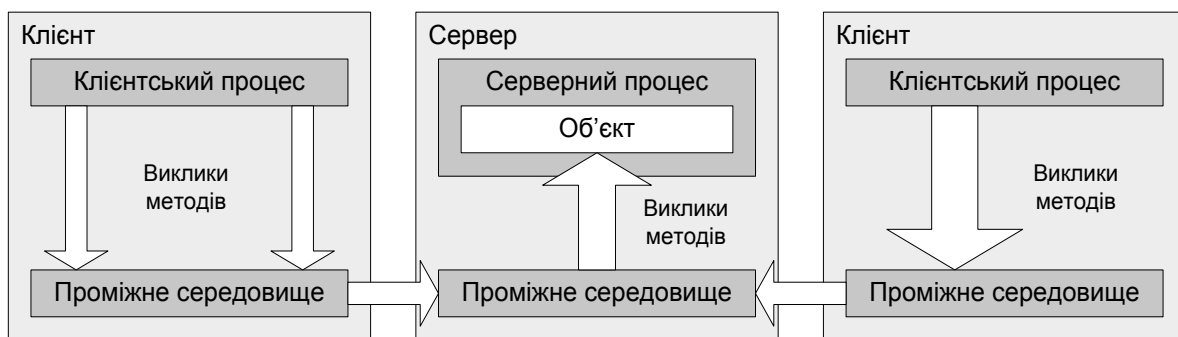 Клієнт
Клієнтський процес
Виклики
методів
Проміжне середовище
Сервер
Серверний процес
Об’єкт
Виклики
методів
Проміжне середовище
Клієнт
Клієнтський процес
Виклики
методів
Проміжне середовище